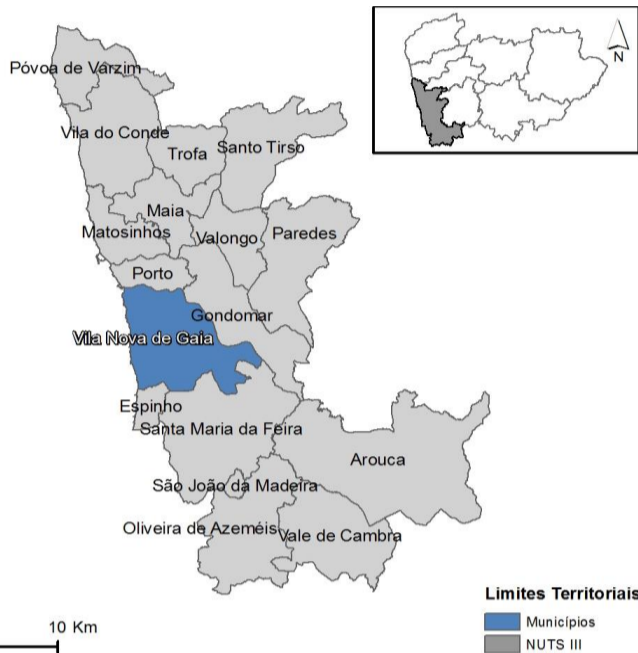 N
Póvoa de Varzim
Vila do Conde
Trofa
Santo Tirso
Maia
Matosinhos
Valongo
Paredes
Porto
Gondomar
Vila Nova de Gaia
Espinho
Santa Maria da Feira
Arouca
São João da Madeira
Oliveira de Azeméis
Vale de Cambra
10 Km
Limites Territoriais
Municípios
NUTS III